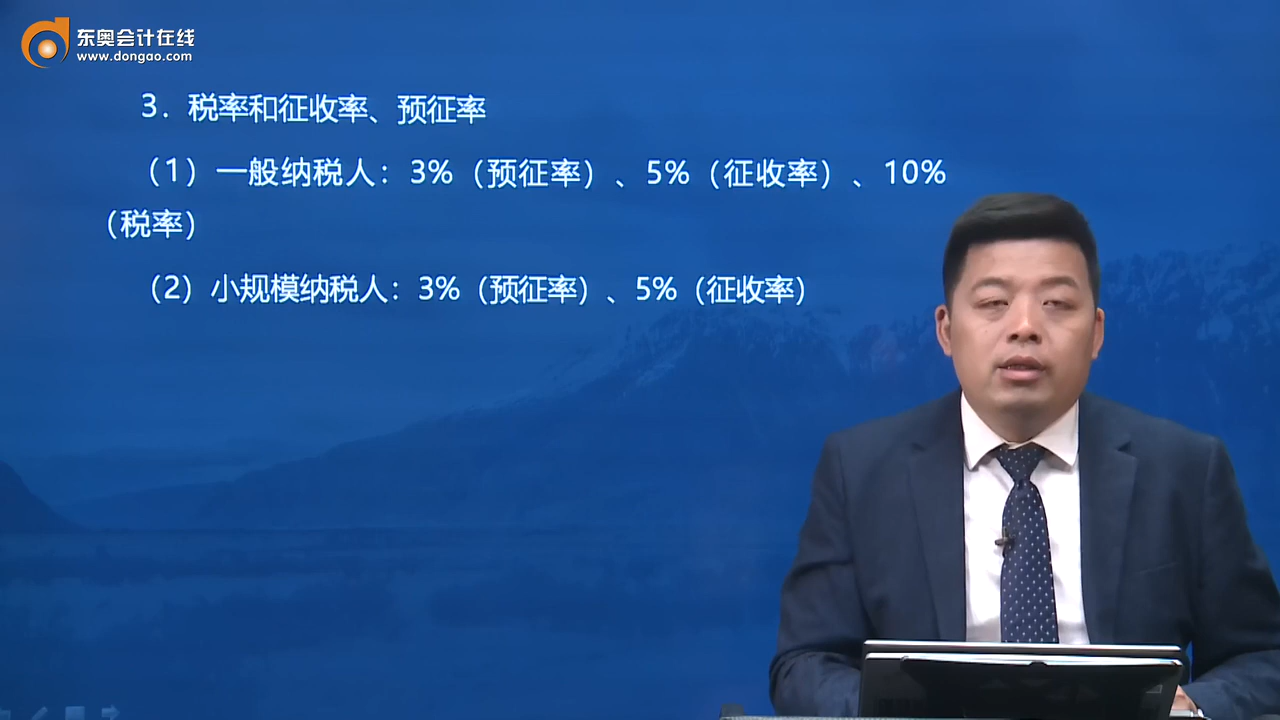 东奥会计在线
www.dongao.com
3. 税率和征收率、预征率
（1）一般纳税人：3%（预征率）、5%（征收率）、10%
（税率）
（2）小规模纳税人：3%（预征率）、5%（征收率）